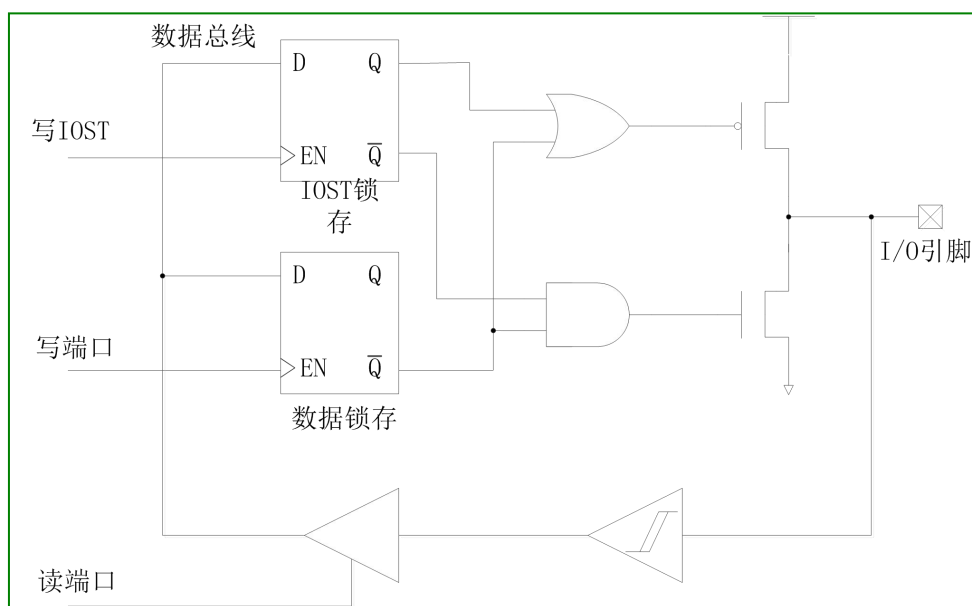 数据总线
D Q
写IOST
EN Q̅
IOST锁
存
I/O引脚
D Q
写端口
EN Q̅
数据锁存
读端口